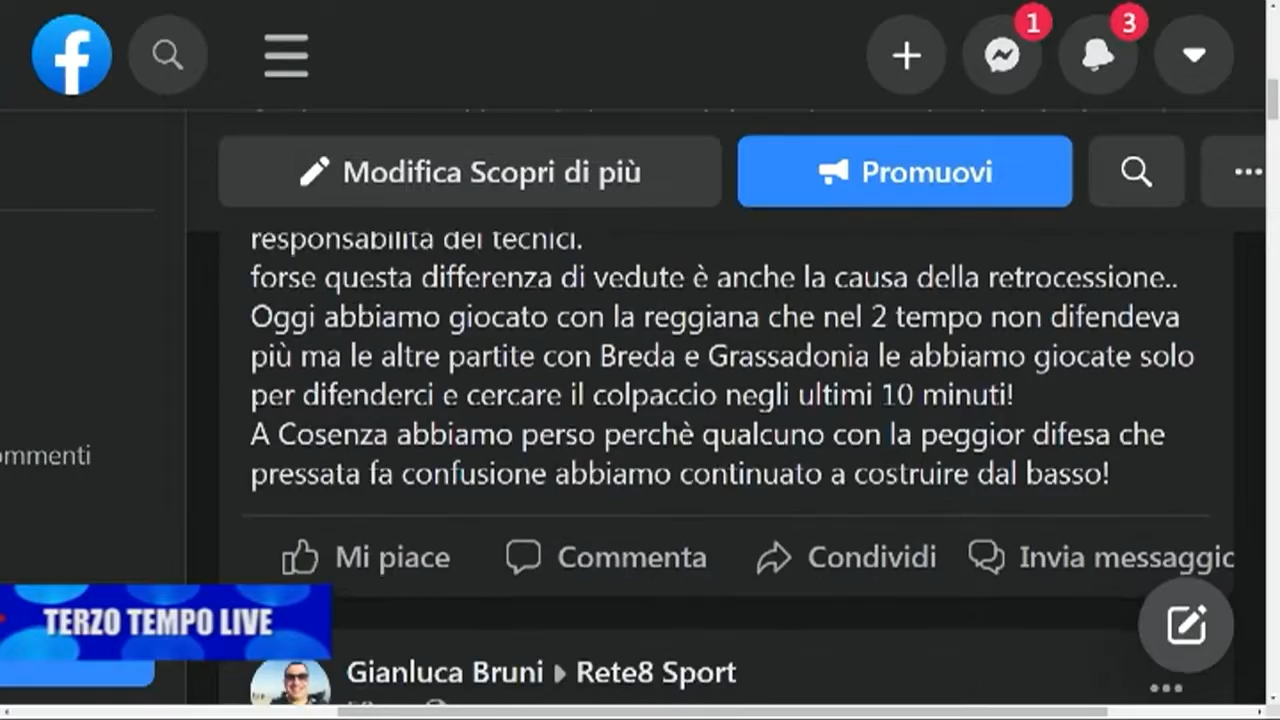 1
3
Modifica Scopri di più
Promuovi
responsabilità dei tecnici.
forse questa differenza di vedute è anche la causa della retrocessione..
Oggi abbiamo giocato con la reggiana che nel 2 tempo non difendeva
più ma le altre partite con Breda e Grassadonia le abbiamo giocate solo
per difenderci e cercare il colpaccio negli ultimi 10 minuti!
A Cosenza abbiamo perso perchè qualcuno con la peggior difesa che
ommenti
pressata fa confusione abbiamo continuato a costruire dal basso!
Mi piace
Commenta
Condividi
Invia messaggic
TERZO TEMPO LIVE
Gianluca Bruni Rete8 Sport